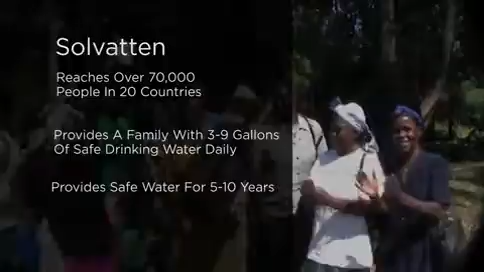 Solvatten
Reaches Over 70,000
People In 20 Countries
Provides A Family With 3-9 Gallons
Of Safe Drinking Water Daily
Provides Safe Water For 5-10 Years